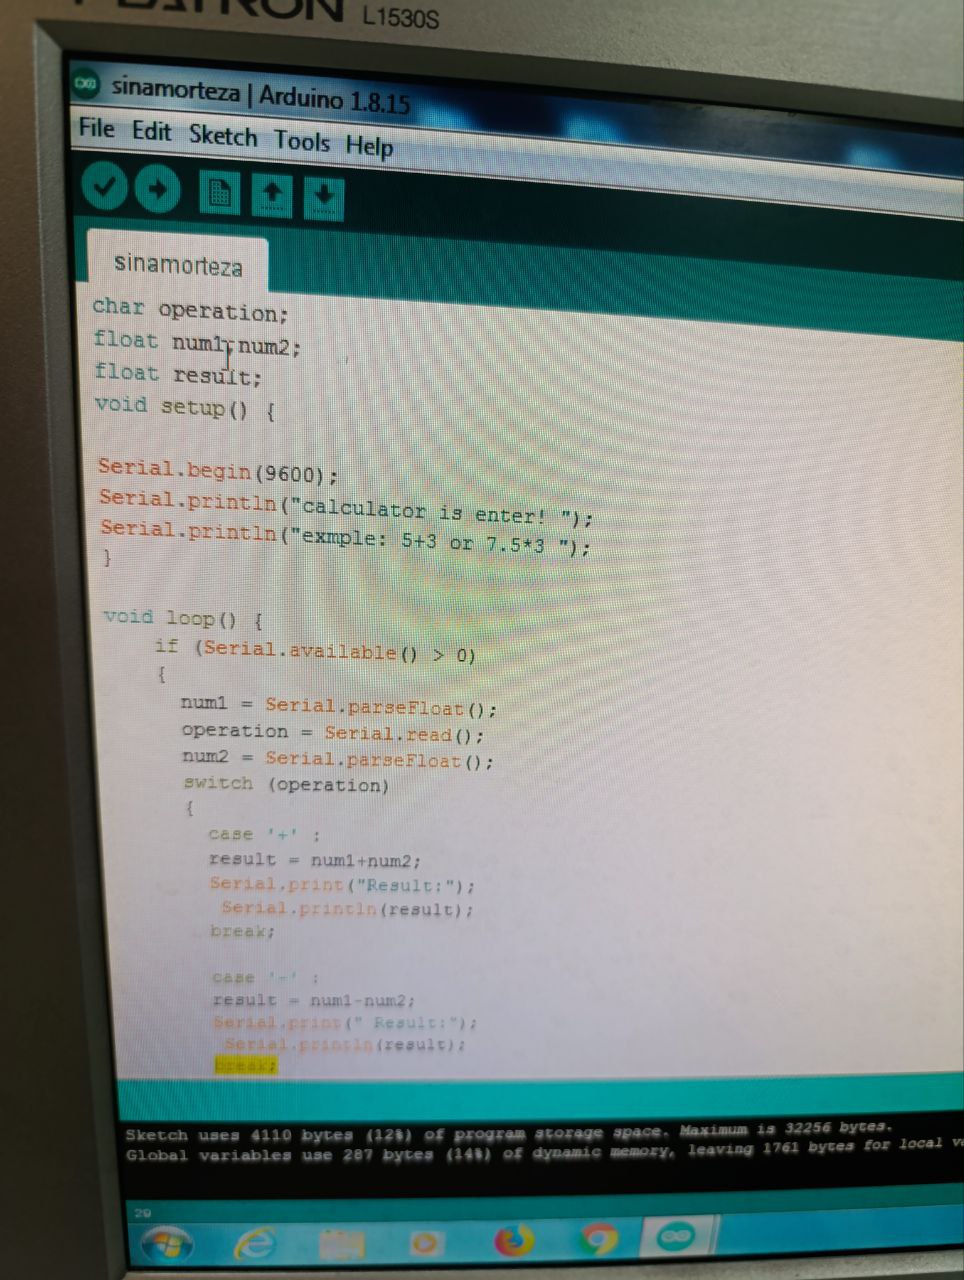 L1530S
sinamorteza | Arduino 1.8.15
File Edit Sketch Tools Help
sinamorteza
char operation;
float num1,num2;
float result;
void setup() {
Serial.begin(9600);
Serial.println("calculator is enter! ");
Serial.println("exmple: 5+3 or 7.5*3 ");
}
void loop() {
if (Serial.available() > 0)
{
num1 = Serial.parseFloat();
operation = Serial.read();
num2 = Serial.parseFloat();
switch (operation)
{
case '+' :
result = num1+num2;
Serial.print("Result:");
Serial.println(result);
break;
case '-' :
result = num1-num2;
Serial.print(" Result:");
Serial.println(result);
break;
Sketch uses 4110 bytes (12%) of program storage space. Maximum is 32256 bytes.
Global variables use 287 bytes (14%) of dynamic memory, leaving 1761 bytes for local
29